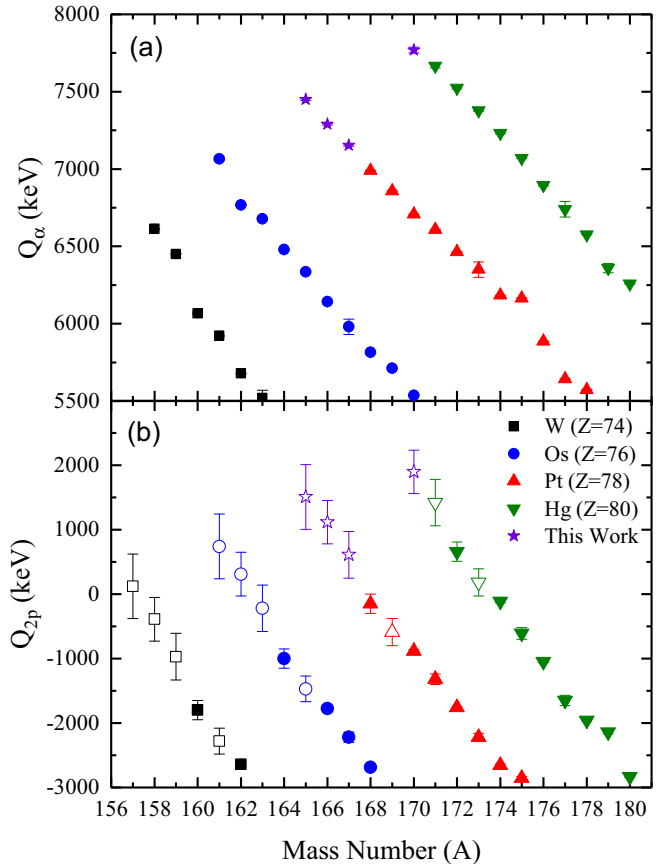 (a)
8000
7500
7000
6500
6000
5500
Qα (keV)
(b)
W (Z=74)
Os (Z=76)
Pt (Z=78)
Hg (Z=80)
This Work
2000
1000
0
-1000
-2000
-3000
Q2p (keV)
156 158 160 162 164 166 168 170 172 174 176 178 180
Mass Number (A)